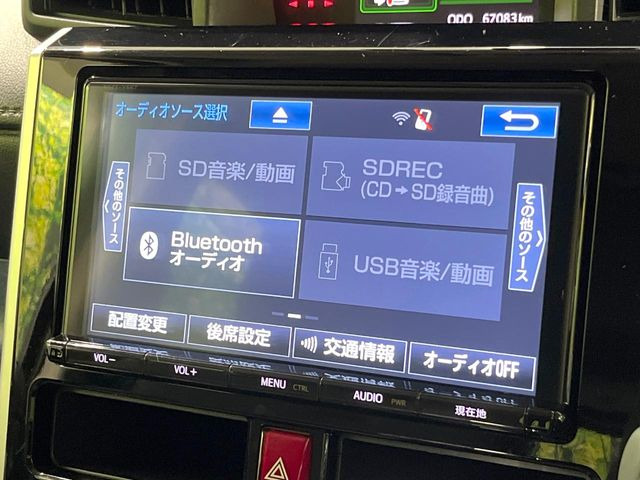 ODO 67083km
オーディオソース選択
SD音楽/動画
SDREC
(CD→SD録音曲)
その他のソース
Bluetooth
オーディオ
USB音楽/動画
その他のソース
配置変更
後席設定
交通情報
オーディオOFF
VOL−
VOL+
MENU CTRL
AUDIO PWR
現在地